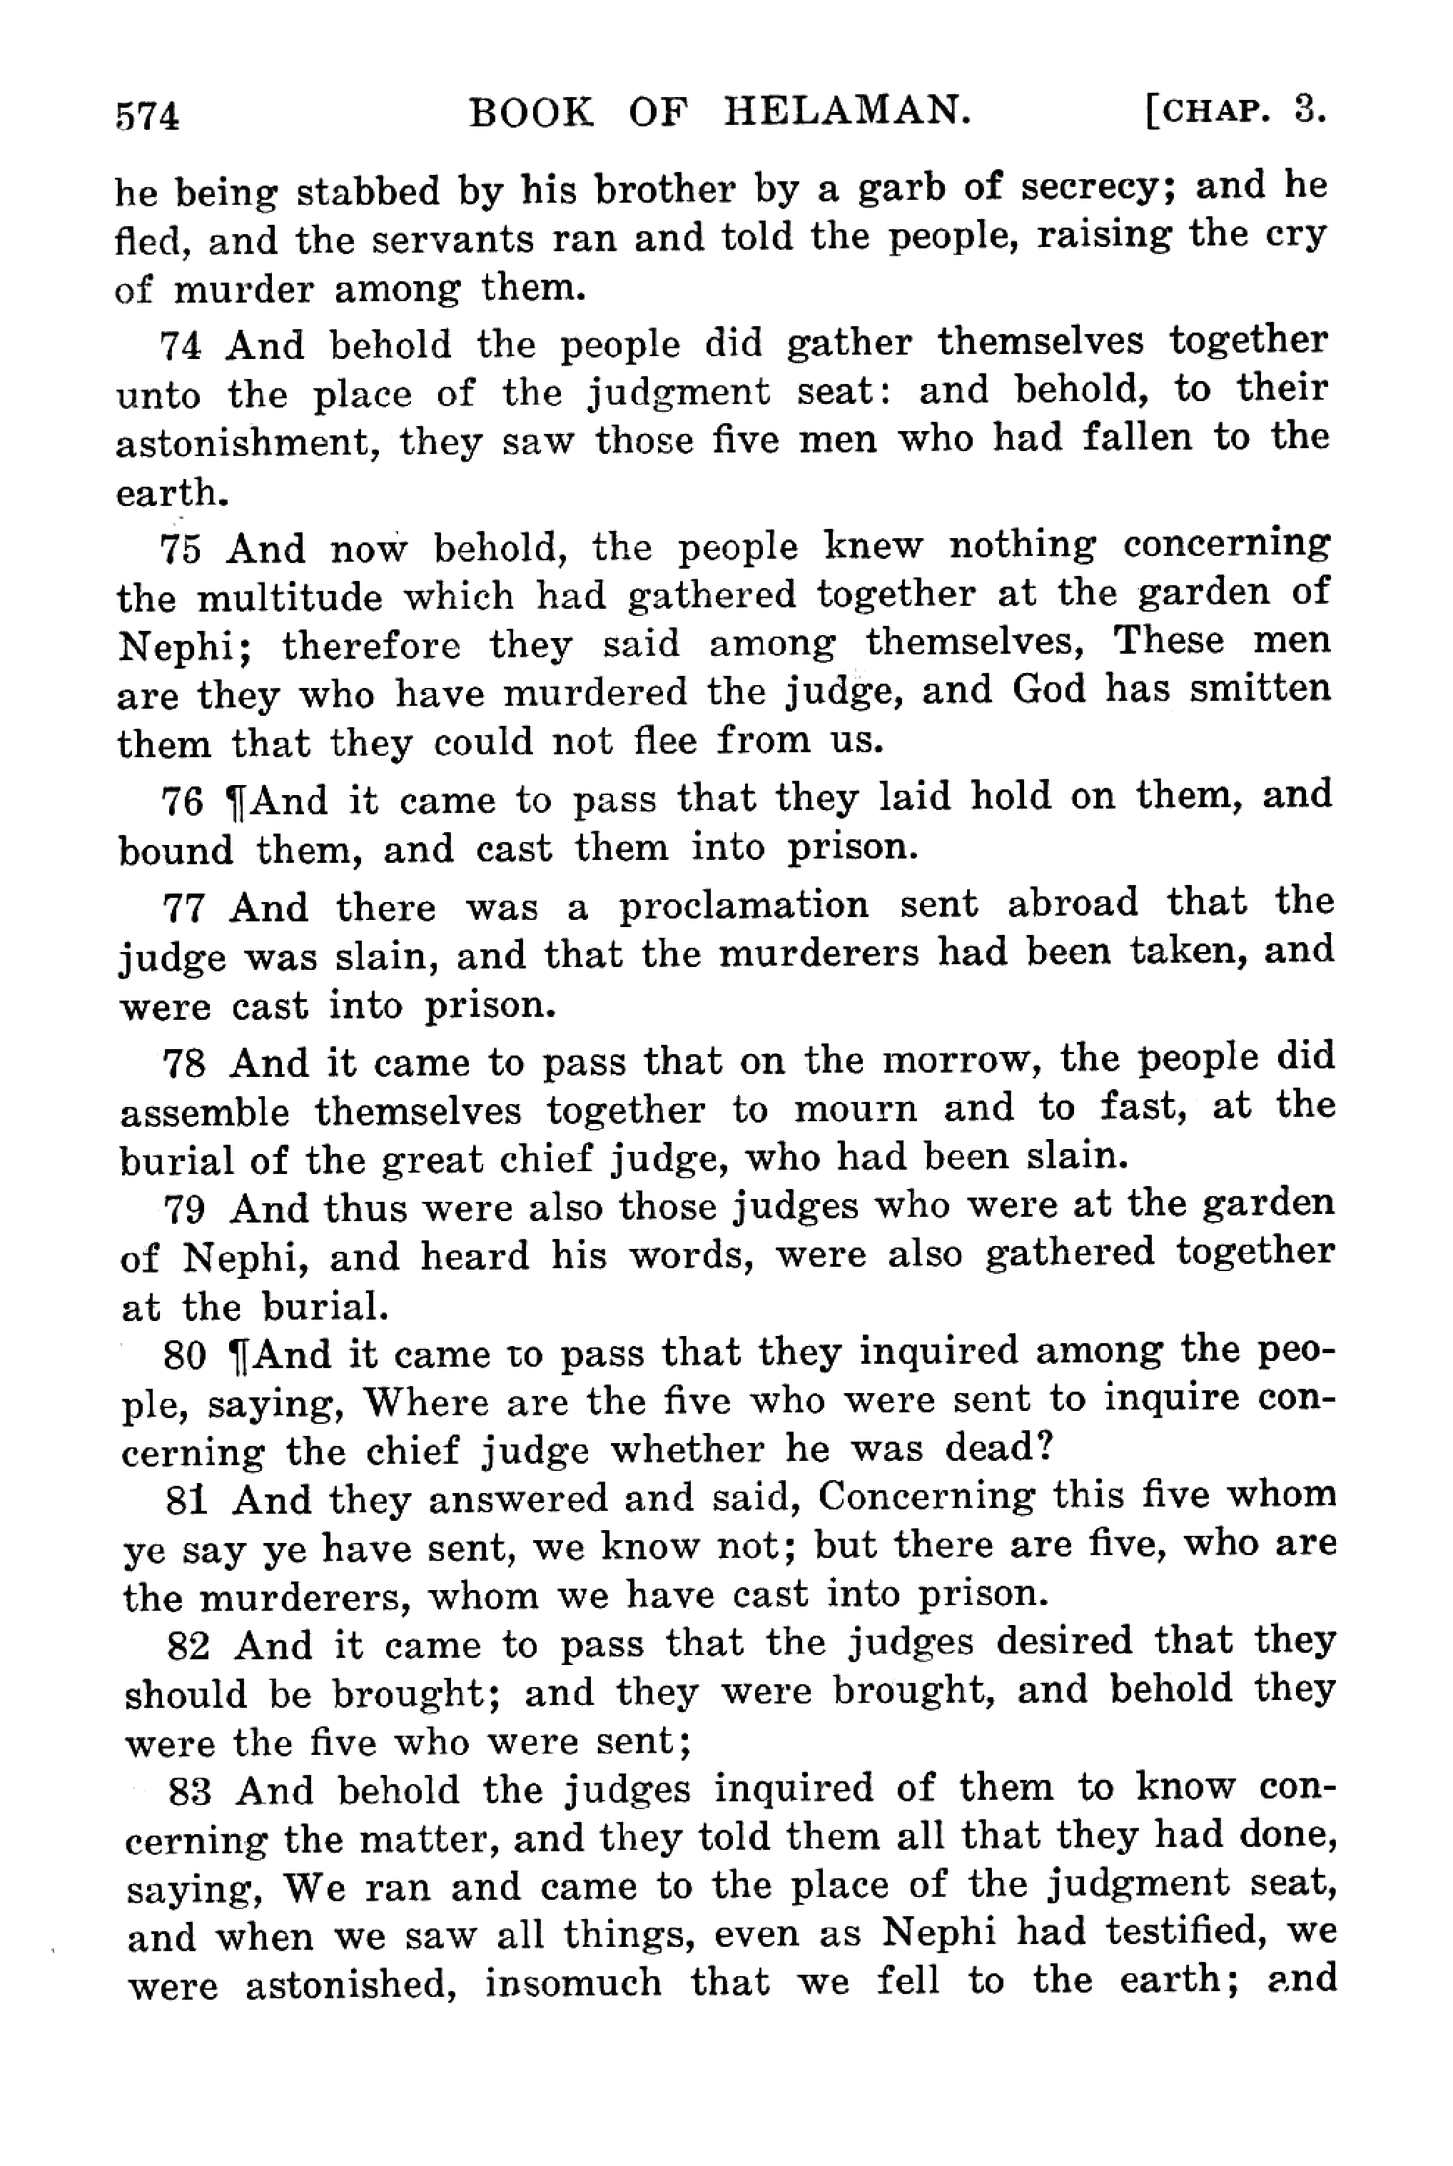 574 BOOK OF HELAMAN. [CHAP. 3.
he being stabbed by his brother by a garb of secrecy; and he
fled, and the servants ran and told the people, raising the cry
of murder among them.
74 And behold the people did gather themselves together
unto the place of the judgment seat: and behold, to their
astonishment, they saw those five men who had fallen to the
earth.
75 And now behold, the people knew nothing concerning
the multitude which had gathered together at the garden of
Nephi; therefore they said among themselves, These men
are they who have murdered the judge, and God has smitten
them that they could not flee from us.
76 ¶And it came to pass that they laid hold on them, and
bound them, and cast them into prison.
77 And there was a proclamation sent abroad that the
judge was slain, and that the murderers had been taken, and
were cast into prison.
78 And it came to pass that on the morrow, the people did
assemble themselves together to mourn and to fast, at the
burial of the great chief judge, who had been slain.
79 And thus were also those judges who were at the garden
of Nephi, and heard his words, were also gathered together
at the burial.
80 ¶And it came to pass that they inquired among the peo-
ple, saying, Where are the five who were sent to inquire con-
cerning the chief judge whether he was dead?
81 And they answered and said, Concerning this five whom
ye say ye have sent, we know not; but there are five, who are
the murderers, whom we have cast into prison.
82 And it came to pass that the judges desired that they
should be brought; and they were brought, and behold they
were the five who were sent;
83 And behold the judges inquired of them to know con-
cerning the matter, and they told them all that they had done,
saying, We ran and came to the place of the judgment seat,
and when we saw all things, even as Nephi had testified, we
were astonished, insomuch that we fell to the earth; and